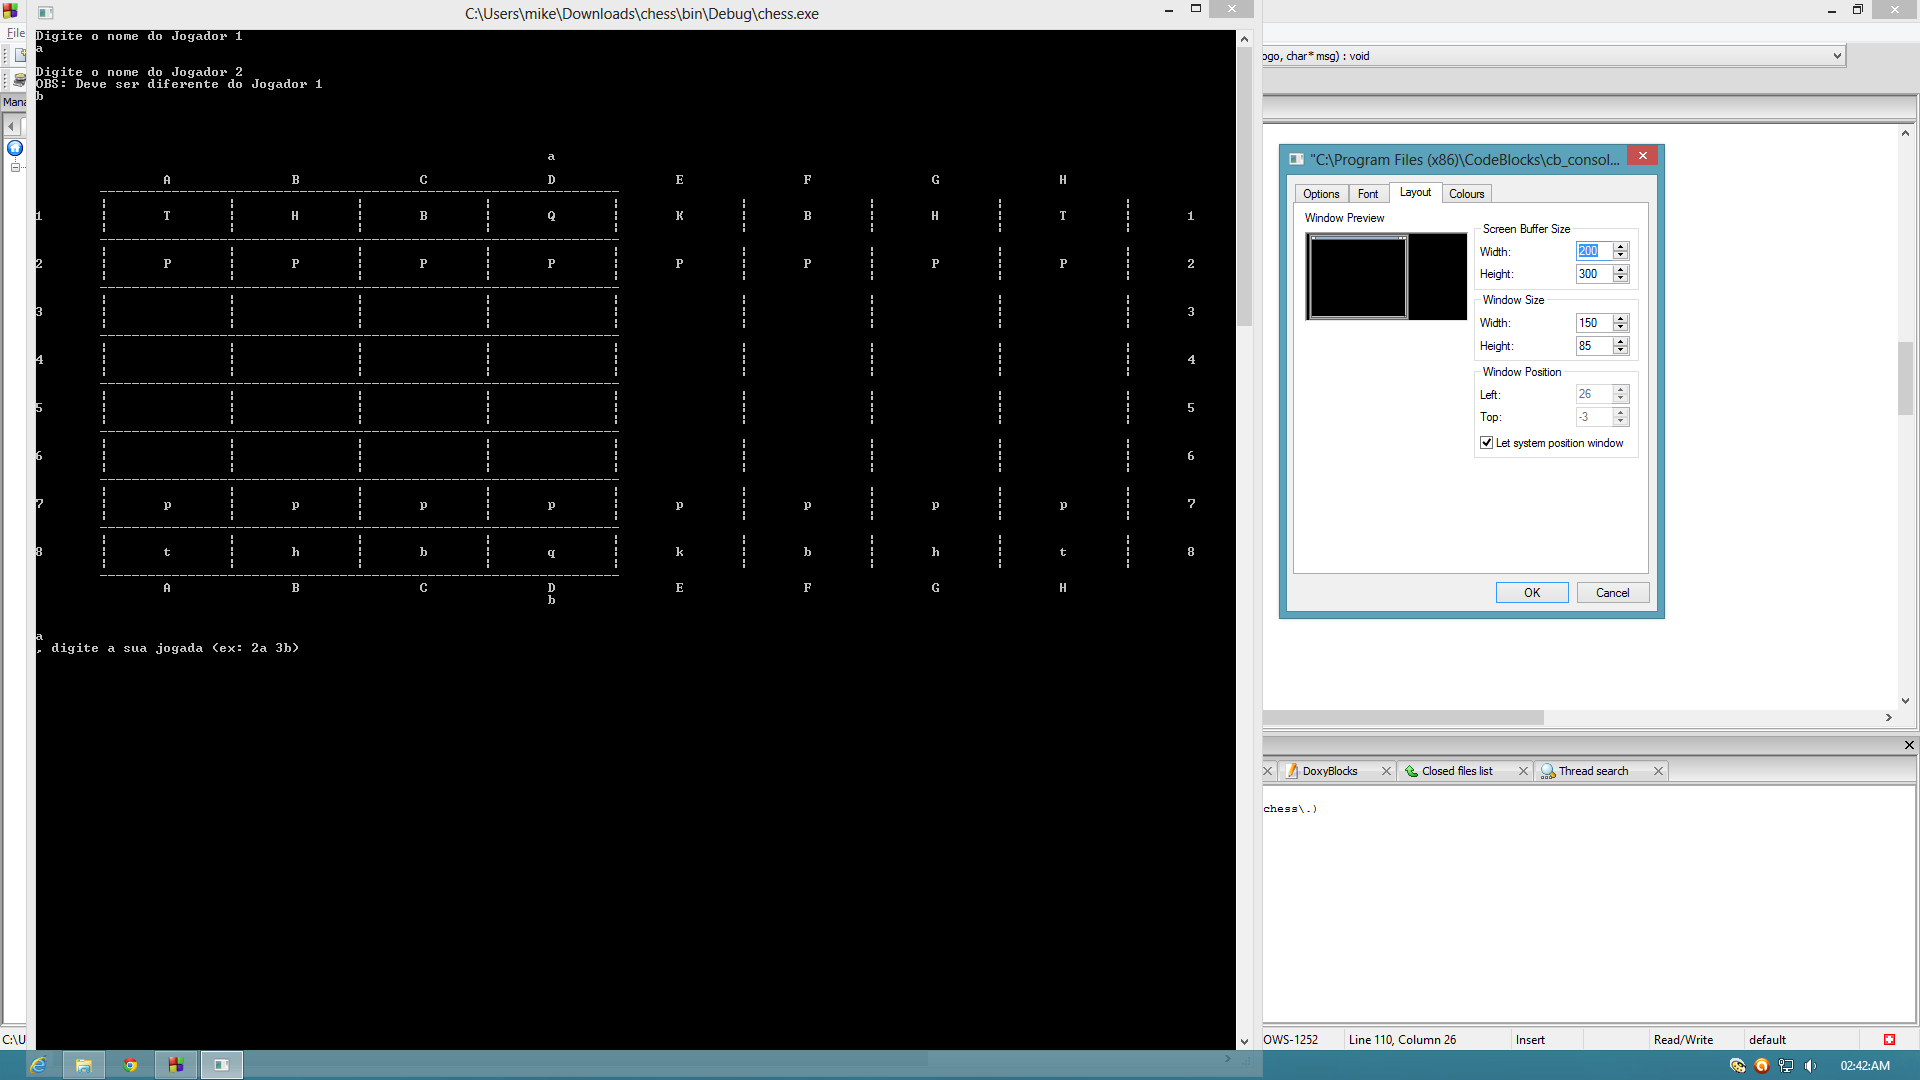 C:\Users\mike\Downloads\chess\bin\Debug\chess.exe
File
Mana
Digite o nome do Jogador 1
a
Digite o nome do Jogador 2
OBS: Deve ser diferente do Jogador 1
b
a
A B C D E F G H
1 T H B Q K B H T 1
2 P P P P P P P P 2
3 3
4 4
5 5
6 6
7 p p p p p p p p 7
8 t h b q k b h t 8
A B C D E F G H
b
a
, digite a sua jogada (ex: 2a 3b)
ogo, char* msg) : void
"C:\Program Files (x86)\CodeBlocks\cb_consol...
Options Font Layout Colours
Window Preview
Screen Buffer Size
Width: 200
Height: 300
Window Size
Width: 150
Height: 85
Window Position
Left: 26
Top: -3
Let system position window
OK Cancel
DoxyBlocks Closed files list Thread search
chess\.)
C:\U
OWS-1252 Line 110, Column 26 Insert Read/Write default
02:42:AM